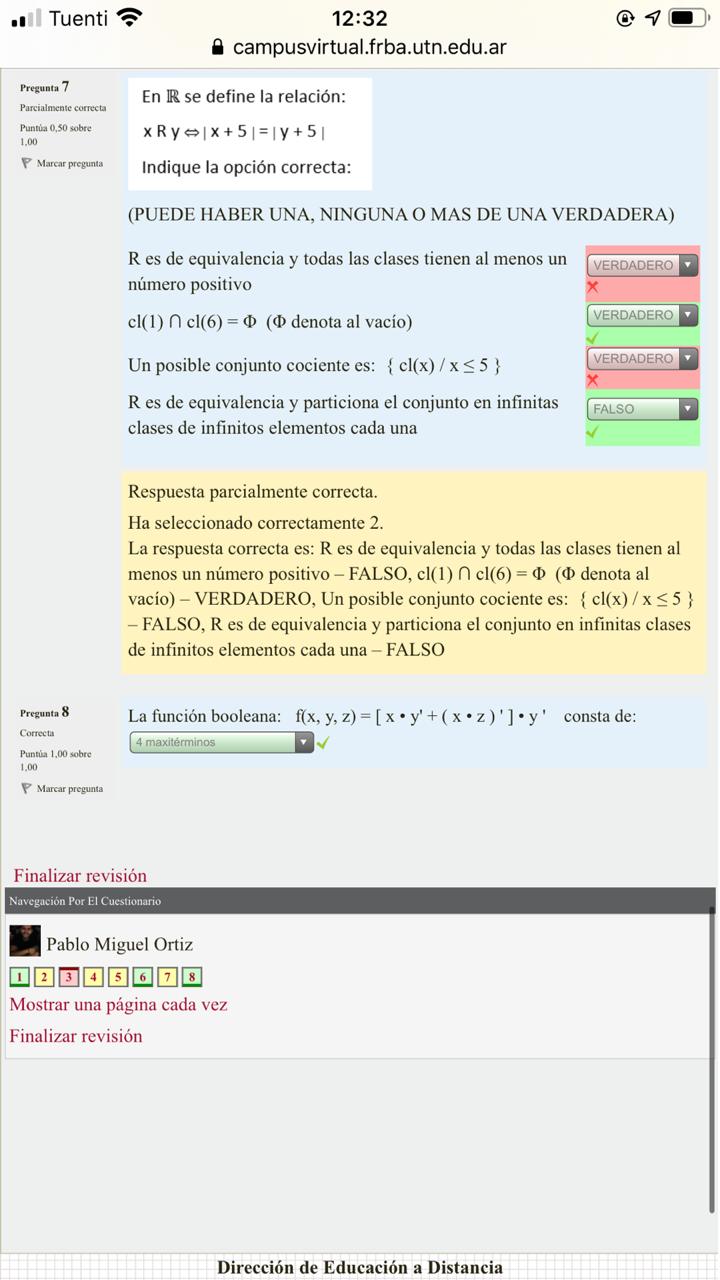 Tuenti 12:32
campusvirtual.frba.utn.edu.ar
Pregunta 7
Parcialmente correcta
Puntúa 0,50 sobre
1,00
Marcar pregunta
En ℝ se define la relación:
x R y ⇔ | x + 5 | = | y + 5 |
Indique la opción correcta:
(PUEDE HABER UNA, NINGUNA O MAS DE UNA VERDADERA)
R es de equivalencia y todas las clases tienen al menos un
número positivo
VERDADERO
cl(1) ⋂ cl(6) = Φ (Φ denota al vacío)
VERDADERO
Un posible conjunto cociente es: { cl(x) / x ≤ 5 }
VERDADERO
R es de equivalencia y particiona el conjunto en infinitas
clases de infinitos elementos cada una
FALSO
Respuesta parcialmente correcta.
Ha seleccionado correctamente 2.
La respuesta correcta es: R es de equivalencia y todas las clases tienen al
menos un número positivo – FALSO, cl(1) ⋂ cl(6) = Φ (Φ denota al
vacío) – VERDADERO, Un posible conjunto cociente es: { cl(x) / x ≤ 5 }
– FALSO, R es de equivalencia y particiona el conjunto en infinitas clases
de infinitos elementos cada una – FALSO
Pregunta 8
Correcta
Puntúa 1,00 sobre
1,00
Marcar pregunta
La función booleana: f(x, y, z) = [ x • y' + ( x • z ) ' ] • y ' consta de:
4 maxitérminos
Finalizar revisión
Navegación Por El Cuestionario
Pablo Miguel Ortiz
1 2 3 4 5 6 7 8
Mostrar una página cada vez
Finalizar revisión
Dirección de Educación a Distancia